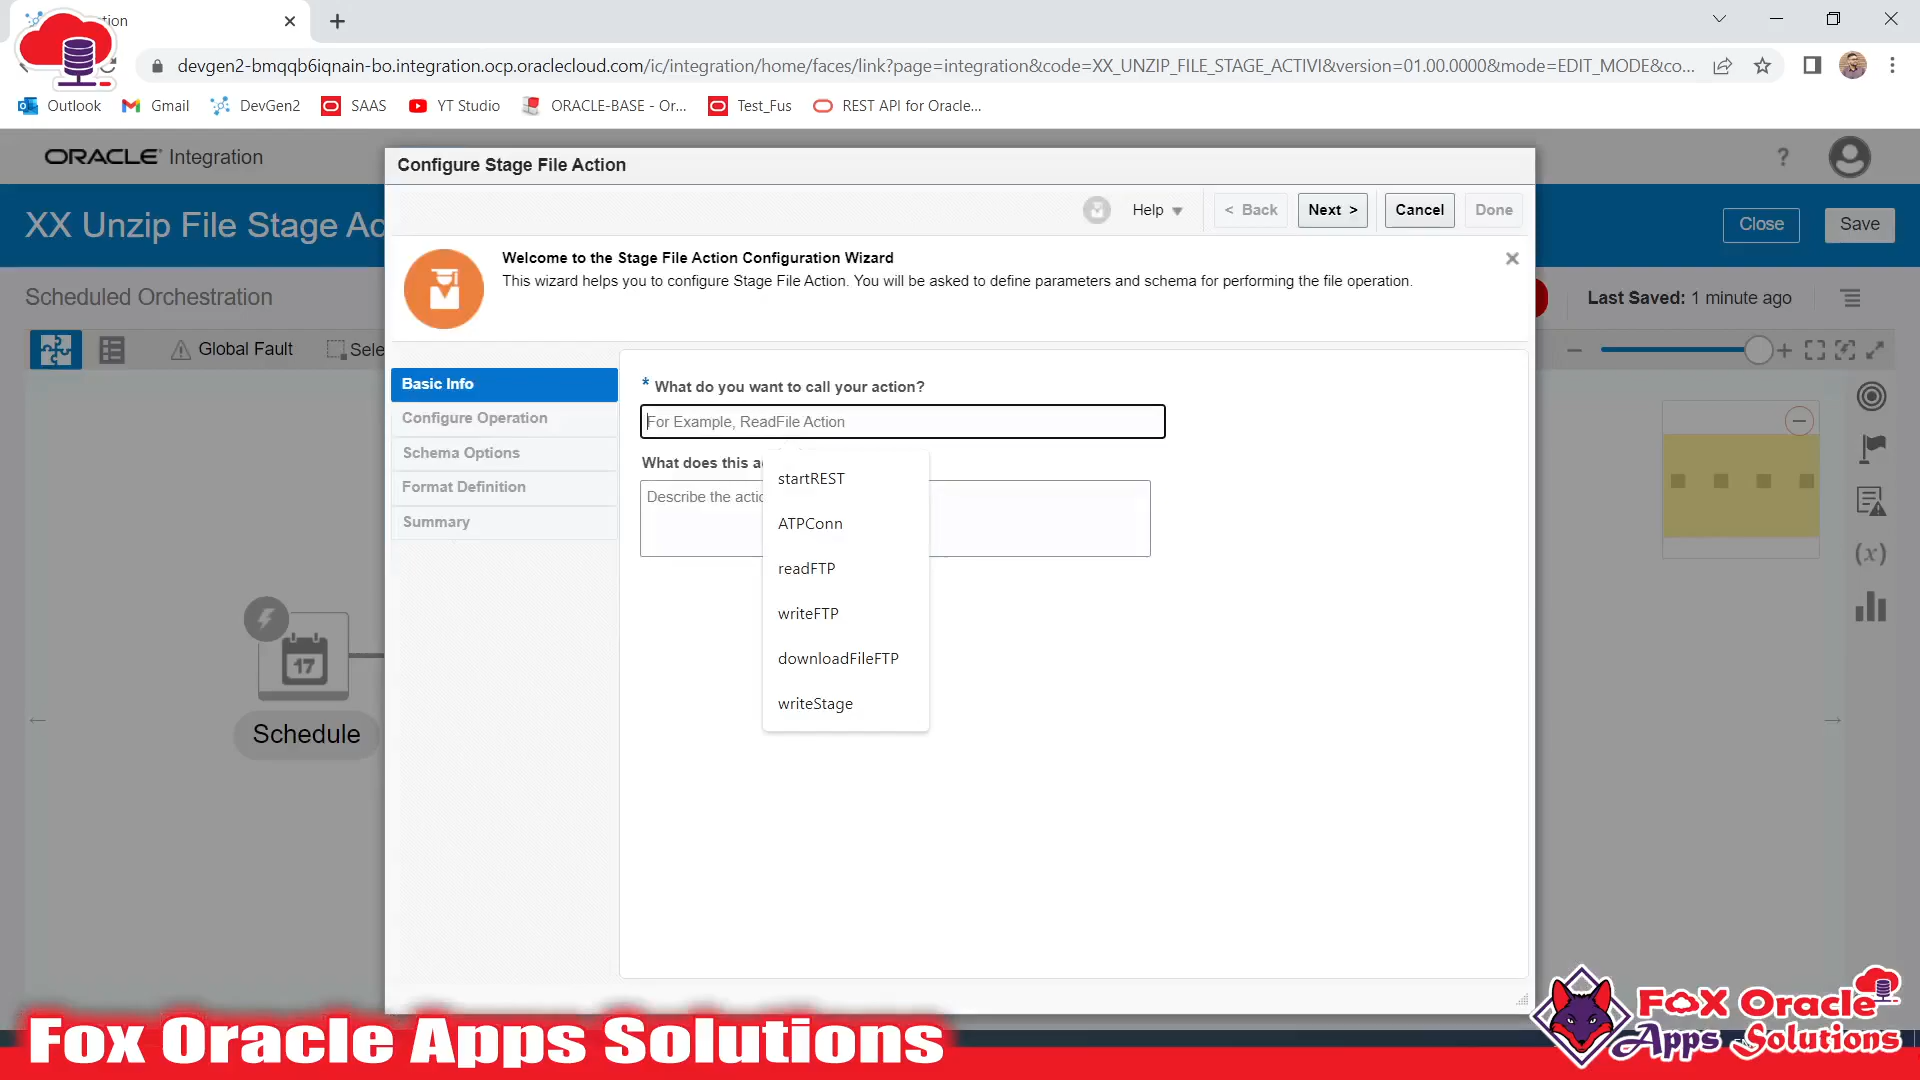 ction
devgen2-bmqqb6iqnain-bo.integration.ocp.oraclecloud.com/ic/integration/home/faces/link?page=integration&code=XX_UNZIP_FILE_STAGE_ACTIVI&version=01.00.0000&mode=EDIT_MODE&co...
Outlook Gmail DevGen2 SAAS YT Studio ORACLE-BASE - Or... Test_Fus REST API for Oracle...
ORACLE Integration
Configure Stage File Action
?
XX Unzip File Stage Ac
Help < Back Next > Cancel Done
Close Save
Welcome to the Stage File Action Configuration Wizard
This wizard helps you to configure Stage File Action. You will be asked to define parameters and schema for performing the file operation.
Scheduled Orchestration
Last Saved: 1 minute ago
Global Fault Sele
Basic Info
Configure Operation
Schema Options
Format Definition
Summary
* What do you want to call your action?
For Example, ReadFile Action
What does this a
Describe the actio
startREST
ATPConn
readFTP
writeFTP
downloadFileFTP
writeStage
(x)
17
Schedule
Fox Oracle Apps Solutions
Fox Oracle
Apps Solutions